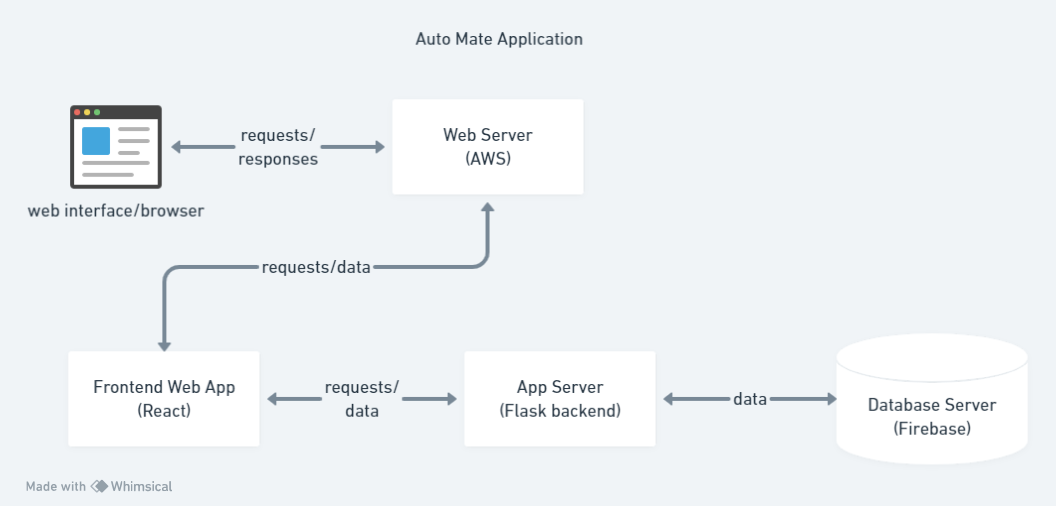 Auto Mate Application
requests/
responses
Web Server
(AWS)
web interface/browser
requests/data
Frontend Web App
(React)
requests/
data
App Server
(Flask backend)
data
Database Server
(Firebase)
Made with Whimsical